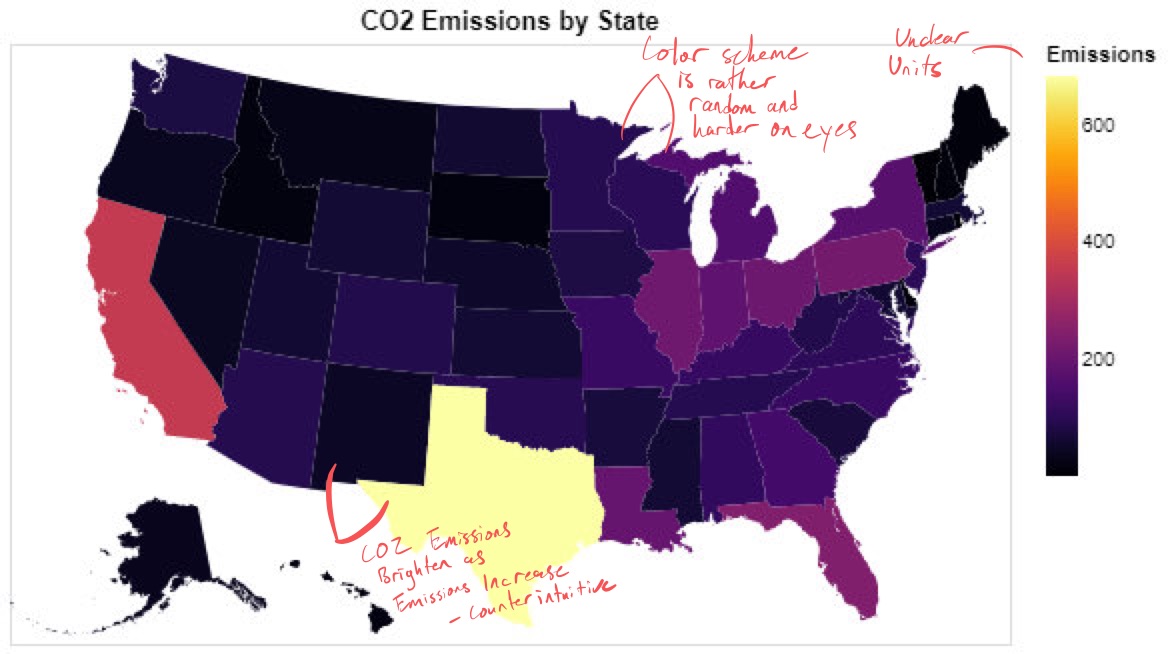 CO2 Emissions by State
Color scheme
is rather
random and
harder on eyes
Unclear
Units
Emissions
600
400
200
CO2 Emissions
Brighten as
Emissions Increase
- Counterintuitive